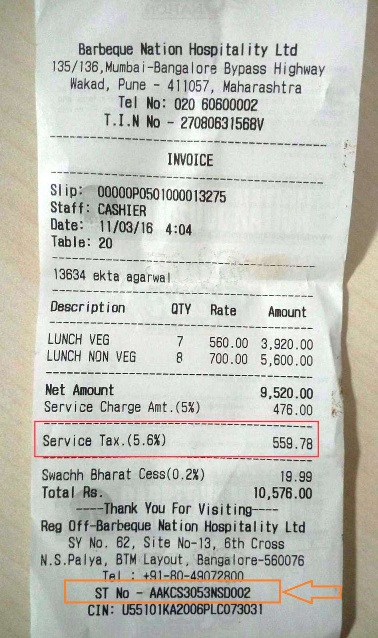 Barbeque Nation Hospitality Ltd
135/136,Mumbai-Bangalore Bypass Highway
Wakad, Pune - 411057, Maharashtra
Tel No: 020 60600002
T.I.N No - 27080631568V
INVOICE
Slip: 00000P0501000013275
Staff: CASHIER
Date: 11/03/16 4:04
Table: 20
13634 ekta agarwal
Description QTY Rate Amount
LUNCH VEG 7 560.00 3,920.00
LUNCH NON VEG 8 700.00 5,600.00
Net Amount 9,520.00
Service Charge Amt.(5%) 476.00
Service Tax.(5.6%) 559.78
Swachh Bharat Cess(0.2%) 19.99
Total Rs. 10,576.00
----Thank You For Visiting----
Reg Off-Barbeque Nation Hospitality Ltd
SY No. 62, Site No-13, 6th Cross
N.S.Palya, BTM Layout, Bangalore-560076
Tel : +91-80-49072800
ST No - AAKCS3053NSD002
CIN: U55101KA2006PLC073031